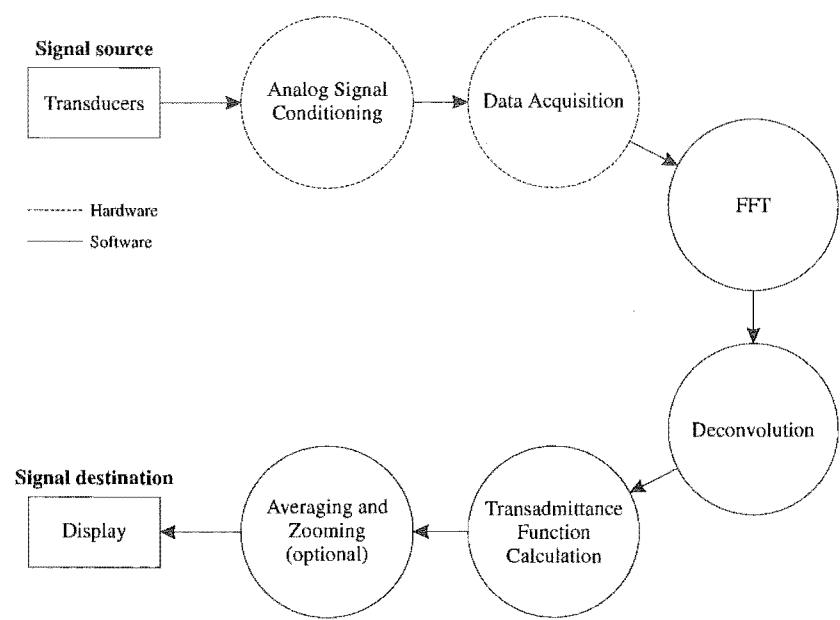 Signal source
Transducers
Analog Signal
Conditioning
Data Acquisition
FFT
Hardware
Software
Deconvolution
Transadmittance
Function
Calculation
Averaging and
Zooming
(optional)
Signal destination
Display